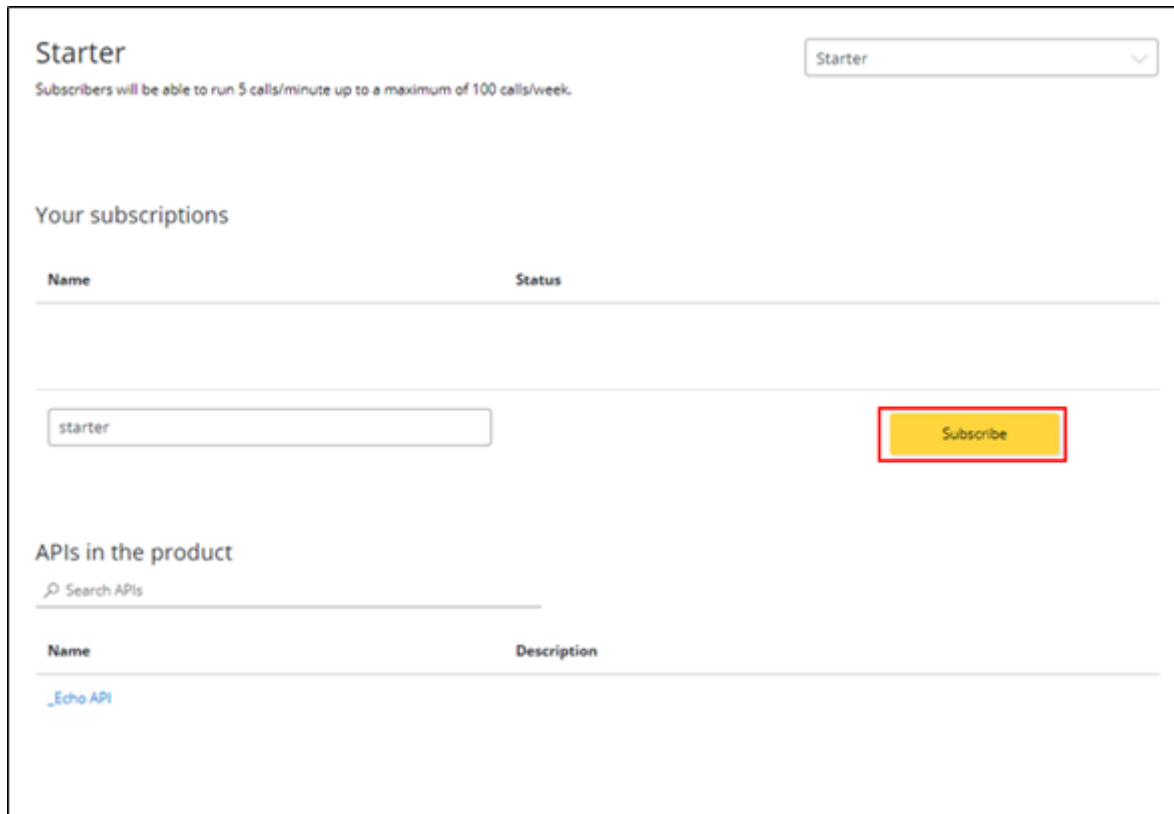 Starter
Starter
Subscribers will be able to run 5 calls/minute up to a maximum of 100 calls/week.
Your subscriptions
Name Status
starter Subscribe
APIs in the product
Search APIs
Name Description
_Echo API